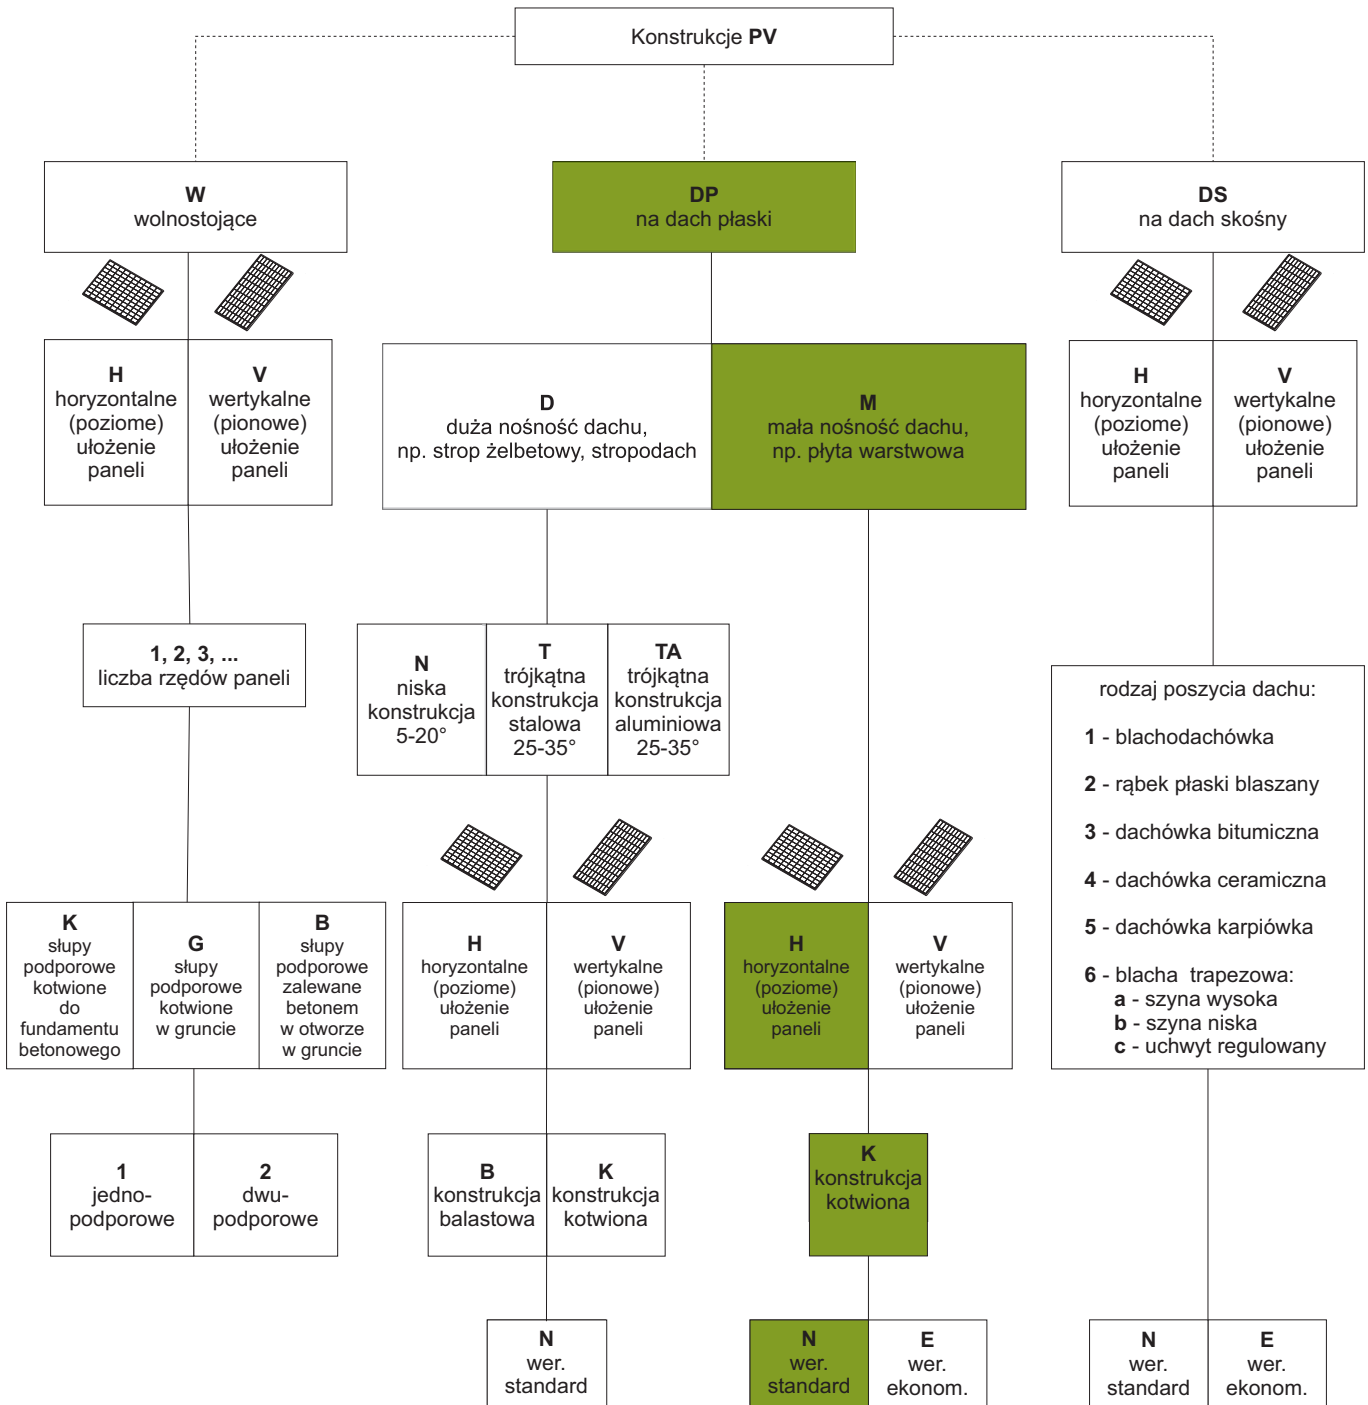 Konstrukcje PV
W
wolnostojące
DP
na dach płaski
DS
na dach skośny
H
horyzontalne
(poziome)
ułożenie
paneli
V
wertykalne
(pionowe)
ułożenie
paneli
D
duża nośność dachu,
np. strop żelbetowy, stropodach
M
mała nośność dachu,
np. płyta warstwowa
H
horyzontalne
(poziome)
ułożenie
paneli
V
wertykalne
(pionowe)
ułożenie
paneli
1, 2, 3, ...
liczba rzędów paneli
N
niska
konstrukcja
5-20°
T
trójkątna
konstrukcja
stalowa
25-35°
TA
trójkątna
konstrukcja
aluminiowa
25-35°
rodzaj poszycia dachu:
1 - blachodachówka
2 - rąbek płaski blaszany
3 - dachówka bitumiczna
4 - dachówka ceramiczna
5 - dachówka karpiówka
6 - blacha trapezowa:
a - szyna wysoka
b - szyna niska
c - uchwyt regulowany
K
słupy
podporowe
kotwione
do
fundamentu
betonowego
G
słupy
podporowe
kotwione
w gruncie
B
słupy
podporowe
zalewane
betonem
w otworze
w gruncie
H
horyzontalne
(poziome)
ułożenie
paneli
V
wertykalne
(pionowe)
ułożenie
paneli
H
horyzontalne
(poziome)
ułożenie
paneli
V
wertykalne
(pionowe)
ułożenie
paneli
1
jedno-
podporowe
2
dwu-
podporowe
B
konstrukcja
balastowa
K
konstrukcja
kotwiona
K
konstrukcja
kotwiona
N
wer.
standard
N
wer.
standard
E
wer.
ekonom.
N
wer.
standard
E
wer.
ekonom.